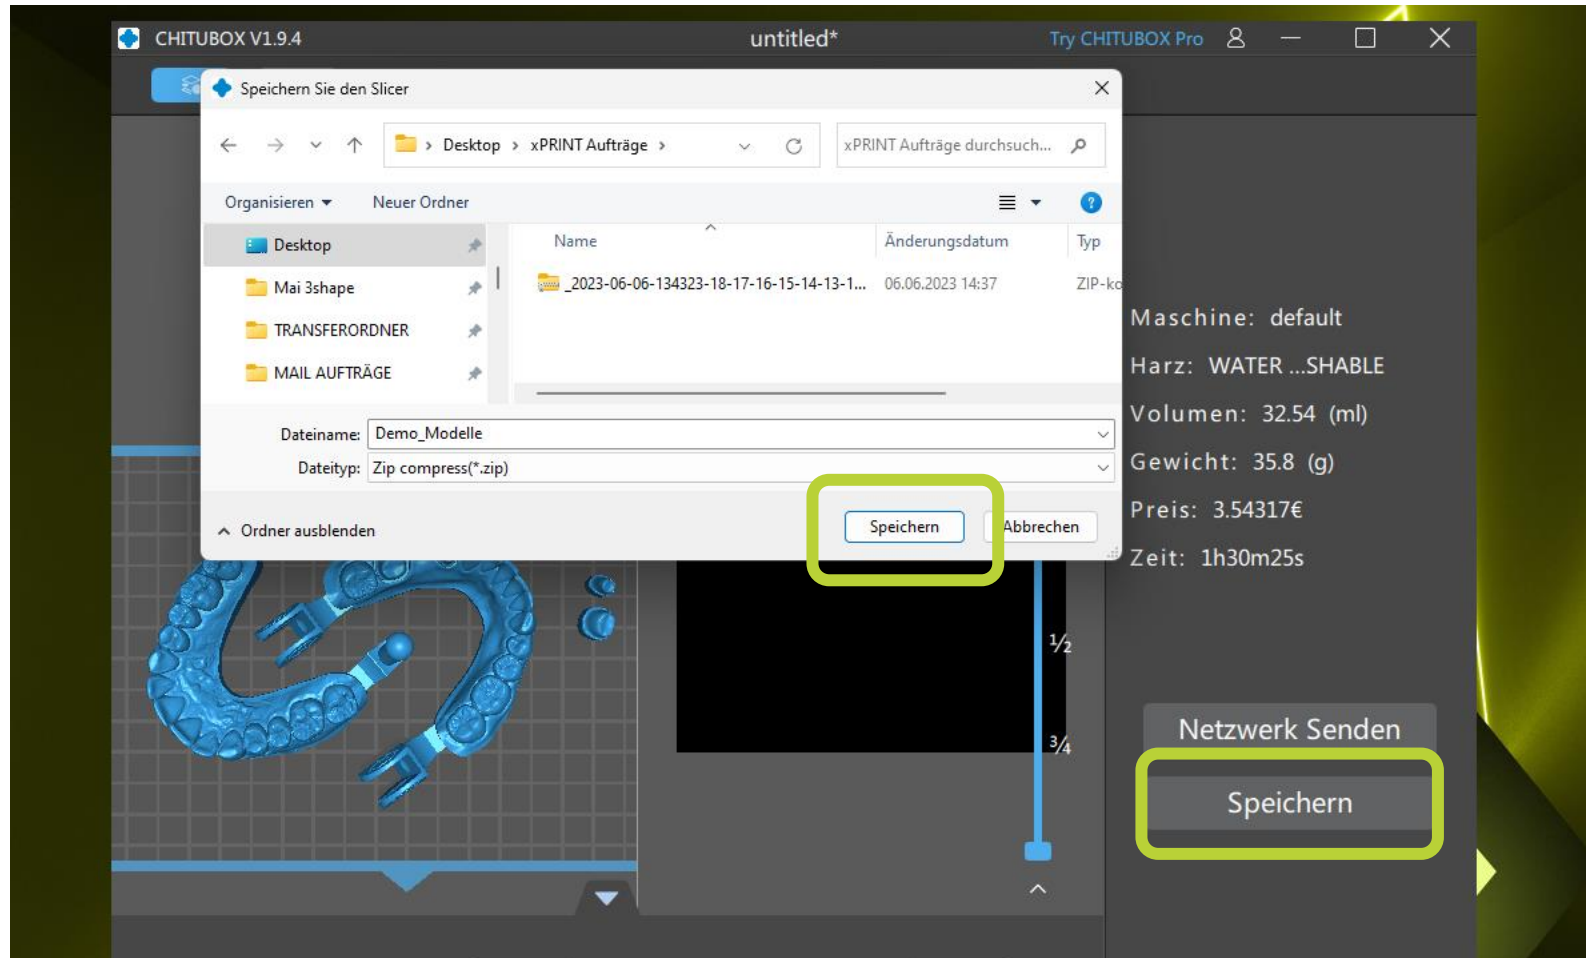 CHITUBOX V1.9.4
untitled*
Try CHITUBOX Pro
Speichern Sie den Slicer
Desktop › xPRINT Aufträge ›
xPRINT Aufträge durchsuch...
Organisieren
Neuer Ordner
?
Desktop
Mai 3shape
TRANSFERORDNER
MAIL AUFTRÄGE
Name
Änderungsdatum
Typ
_2023-06-06-134323-18-17-16-15-14-13-1...
06.06.2023 14:37
ZIP-ko
Dateiname: Demo_Modelle
Dateityp: Zip compress(*.zip)
Ordner ausblenden
Speichern
Abbrechen
Maschine: default
Harz: WATER ...SHABLE
Volumen: 32.54 (ml)
Gewicht: 35.8 (g)
Preis: 3.54317€
Zeit: 1h30m25s
½
¾
Netzwerk Senden
Speichern